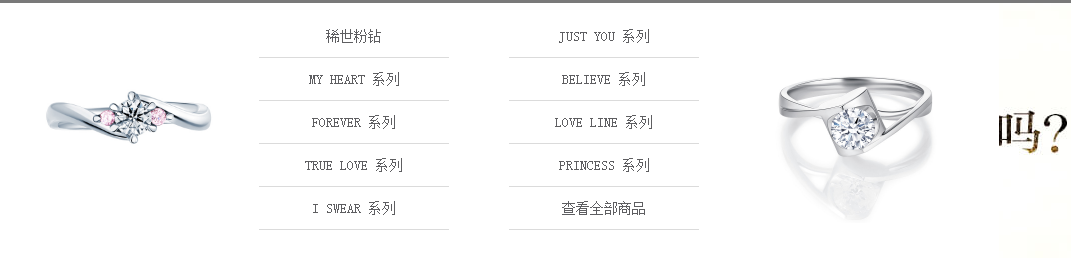 稀世粉钻
MY HEART 系列
FOREVER 系列
TRUE LOVE 系列
I SWEAR 系列
JUST YOU 系列
BELIEVE 系列
LOVE LINE 系列
PRINCESS 系列
查看全部商品
吗?